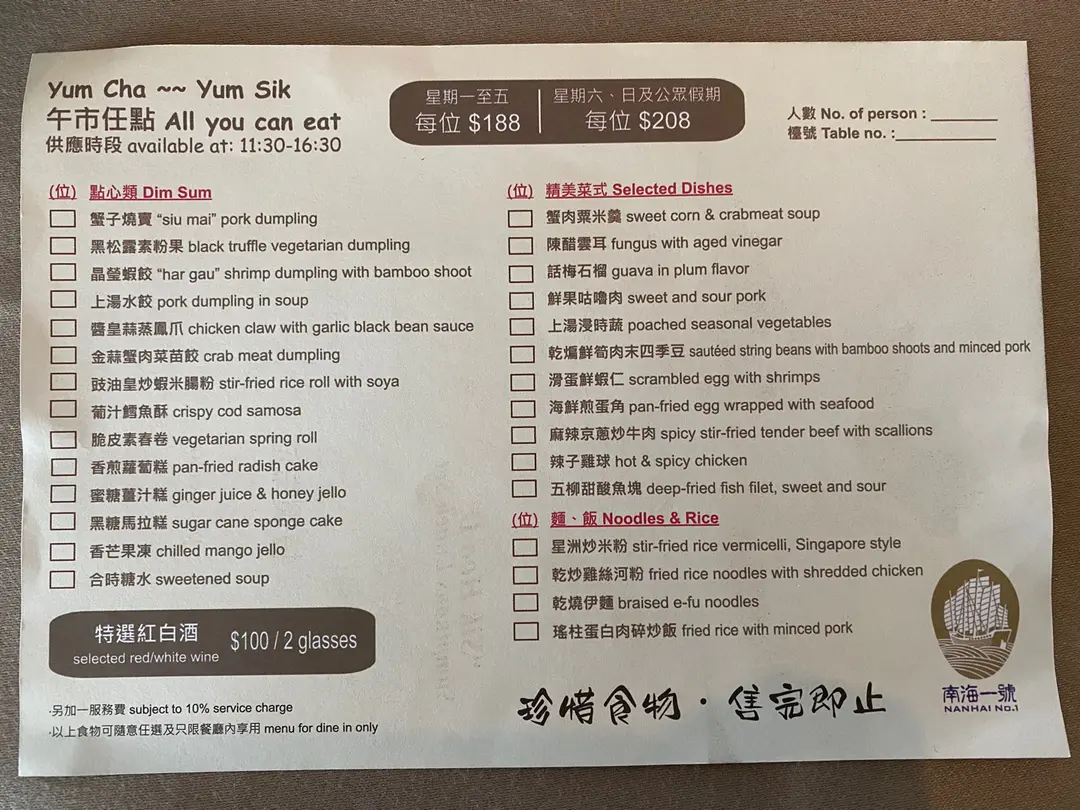 Yum Cha ~~ Yum Sik
午市任點 All you can eat
供應時段 available at: 11:30-16:30
星期一至五
每位 $188
星期六、日及公眾假期
每位 $208
人數 No. of person :
檯號 Table no. :
(位) 點心類 Dim Sum
蟹子燒賣 "siu mai" pork dumpling
黑松露素粉果 black truffle vegetarian dumpling
晶瑩蝦餃 "har gau" shrimp dumpling with bamboo shoot
上湯水餃 pork dumpling in soup
醬皇蒜蒸鳳爪 chicken claw with garlic black bean sauce
金蒜蟹肉菜苗餃 crab meat dumpling
豉油皇炒蝦米腸粉 stir-fried rice roll with soya
葡汁鱈魚酥 crispy cod samosa
脆皮素春卷 vegetarian spring roll
香煎蘿蔔糕 pan-fried radish cake
蜜糖薑汁糕 ginger juice & honey jello
黑糖馬拉糕 sugar cane sponge cake
香芒果凍 chilled mango jello
合時糖水 sweetened soup
特選紅白酒
selected red/white wine
$100 / 2 glasses
·另加一服務費 subject to 10% service charge
·以上食物可隨意任選及只限餐廳內享用 menu for dine in only
(位) 精美菜式 Selected Dishes
蟹肉粟米羹 sweet corn & crabmeat soup
陳醋雲耳 fungus with aged vinegar
話梅石榴 guava in plum flavor
鮮果咕嚕肉 sweet and sour pork
上湯浸時蔬 poached seasonal vegetables
乾煸鮮筍肉末四季豆 sautéed string beans with bamboo shoots and minced pork
滑蛋鮮蝦仁 scrambled egg with shrimps
海鮮煎蛋角 pan-fried egg wrapped with seafood
麻辣京蔥炒牛肉 spicy stir-fried tender beef with scallions
辣子雞球 hot & spicy chicken
五柳甜酸魚塊 deep-fried fish filet, sweet and sour
(位) 麵、飯 Noodles & Rice
星洲炒米粉 stir-fried rice vermicelli, Singapore style
乾炒雞絲河粉 fried rice noodles with shredded chicken
乾燒伊麵 braised e-fu noodles
瑤柱蛋白肉碎炒飯 fried rice with minced pork
珍惜食物·售完即止
南海一號
NANHAI No.1